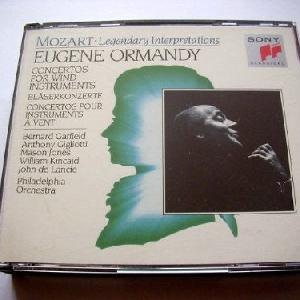 MOZART · Legendary Interpretations
EUGENE ORMANDY
SONY
CLASSICAL
CONCERTOS
FOR WIND
INSTRUMENTS
BLÄSERKONZERTE
CONCERTOS POUR
INSTRUMENTS
A VENT
Bernard Garfield
Anthony Gigliotti
Mason Jones
William Kincaid
John de Lancie
Philadelphia
Orchestra